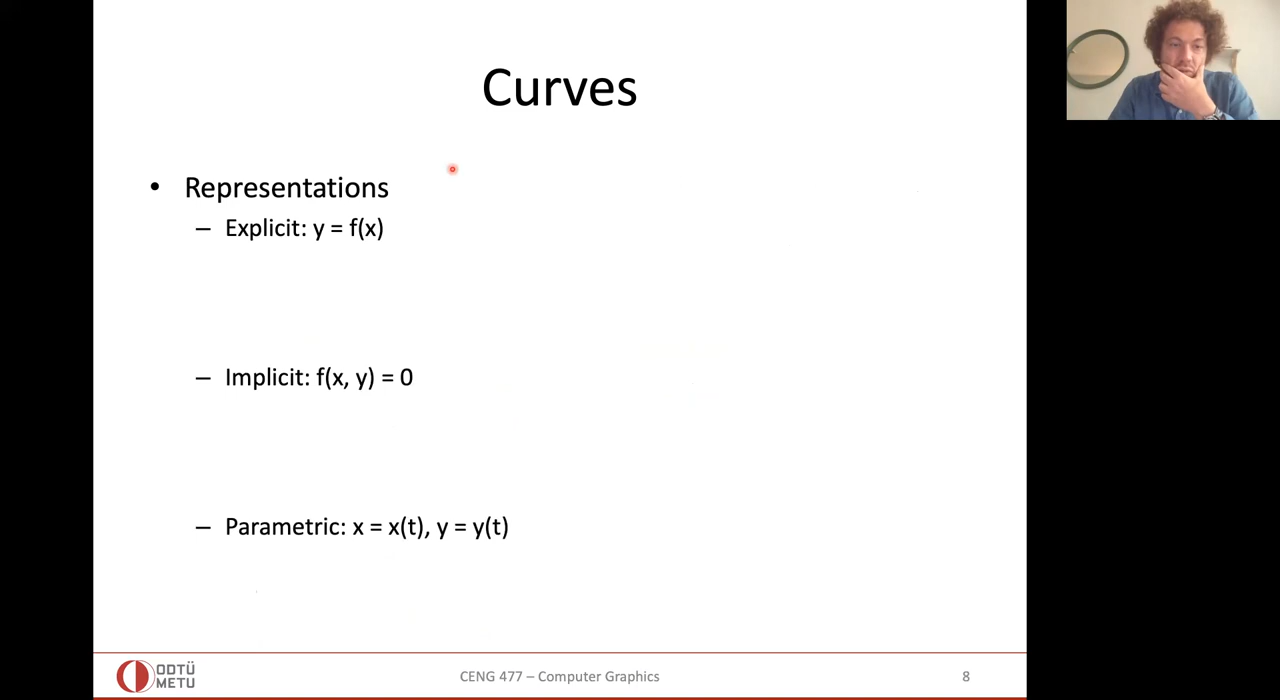 Curves
• Representations
– Explicit: y = f(x)
– Implicit: f(x, y) = 0
– Parametric: x = x(t), y = y(t)
ODTÜ
METU
CENG 477 – Computer Graphics
8